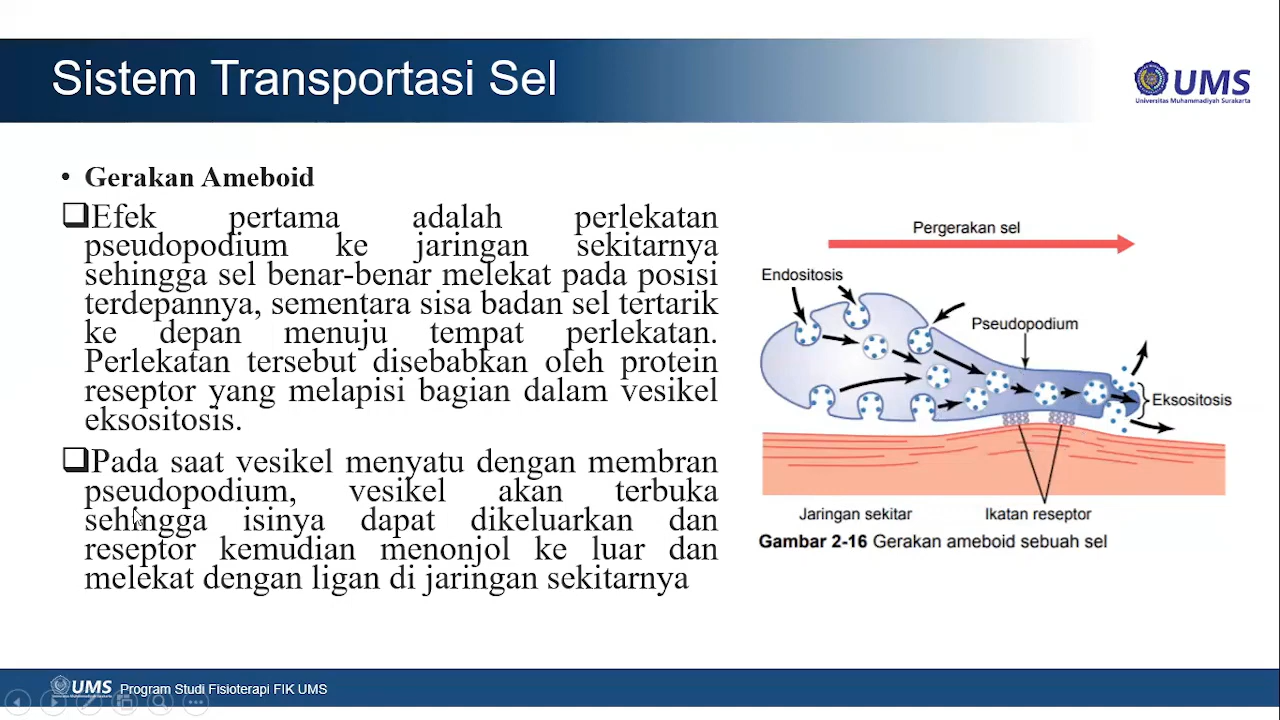 Sistem Transportasi Sel
UMS
Universitas Muhammadiyah Surakarta
• Gerakan Ameboid
❑Efek pertama adalah perlekatan
pseudopodium ke jaringan sekitarnya
sehingga sel benar-benar melekat pada posisi
terdepannya, sementara sisa badan sel tertarik
ke depan menuju tempat perlekatan.
Perlekatan tersebut disebabkan oleh protein
reseptor yang melapisi bagian dalam vesikel
eksositosis.
❑Pada saat vesikel menyatu dengan membran
pseudopodium, vesikel akan terbuka
sehingga isinya dapat dikeluarkan dan
reseptor kemudian menonjol ke luar dan
melekat dengan ligan di jaringan sekitarnya
Pergerakan sel
Endositosis
Pseudopodium
Eksositosis
Jaringan sekitar
Ikatan reseptor
Gambar 2-16 Gerakan ameboid sebuah sel
UMS
Program Studi Fisioterapi FIK UMS